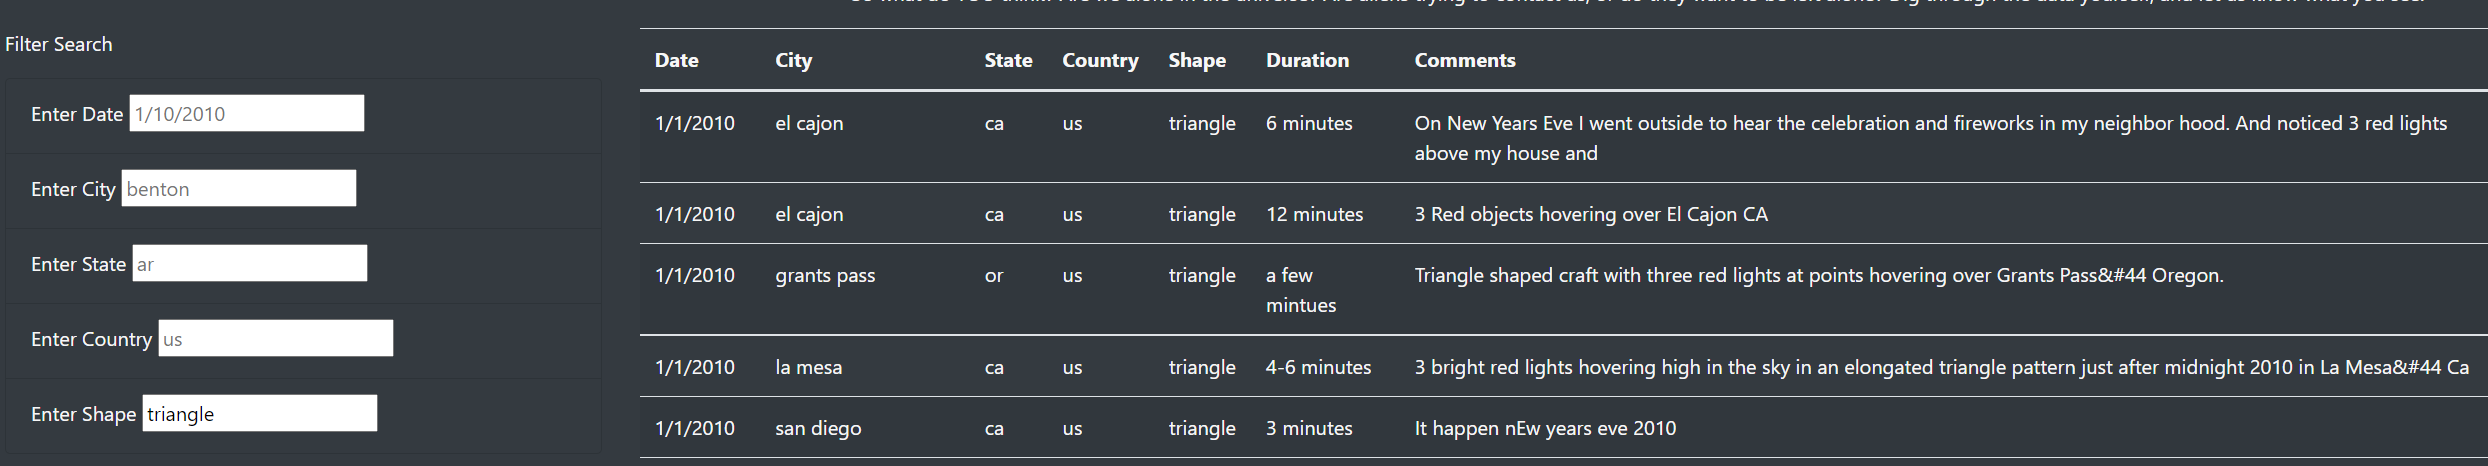 Filter Search
Enter Date 1/10/2010
Enter City benton
Enter State ar
Enter Country us
Enter Shape triangle
Date City State Country Shape Duration Comments
1/1/2010 el cajon ca us triangle 6 minutes On New Years Eve I went outside to hear the celebration and fireworks in my neighbor hood. And noticed 3 red lights
above my house and
1/1/2010 el cajon ca us triangle 12 minutes 3 Red objects hovering over El Cajon CA
1/1/2010 grants pass or us triangle a few Triangle shaped craft with three red lights at points hovering over Grants Pass&#44 Oregon.
mintues
1/1/2010 la mesa ca us triangle 4-6 minutes 3 bright red lights hovering high in the sky in an elongated triangle pattern just after midnight 2010 in La Mesa&#44 Ca
1/1/2010 san diego ca us triangle 3 minutes It happen nEw years eve 2010